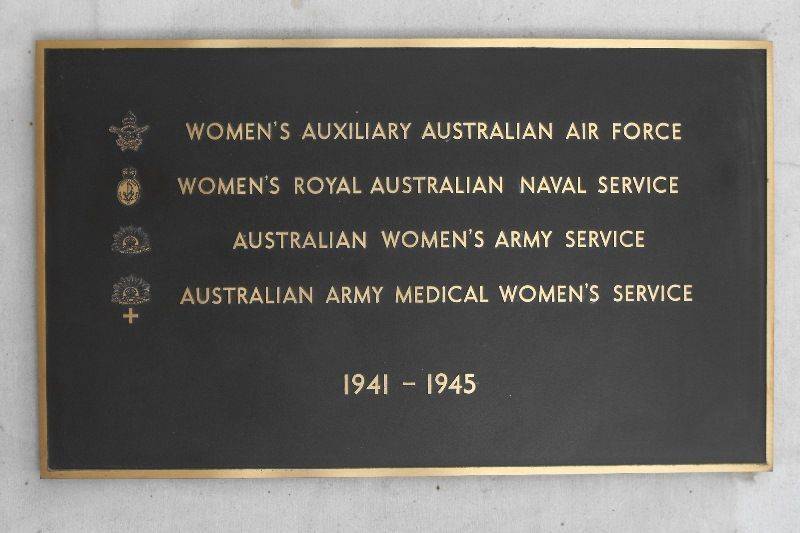 WOMEN'S AUXILIARY AUSTRALIAN AIR FORCE
WOMEN'S ROYAL AUSTRALIAN NAVAL SERVICE
AUSTRALIAN WOMEN'S ARMY SERVICE
AUSTRALIAN ARMY MEDICAL WOMEN'S SERVICE
1941 – 1945